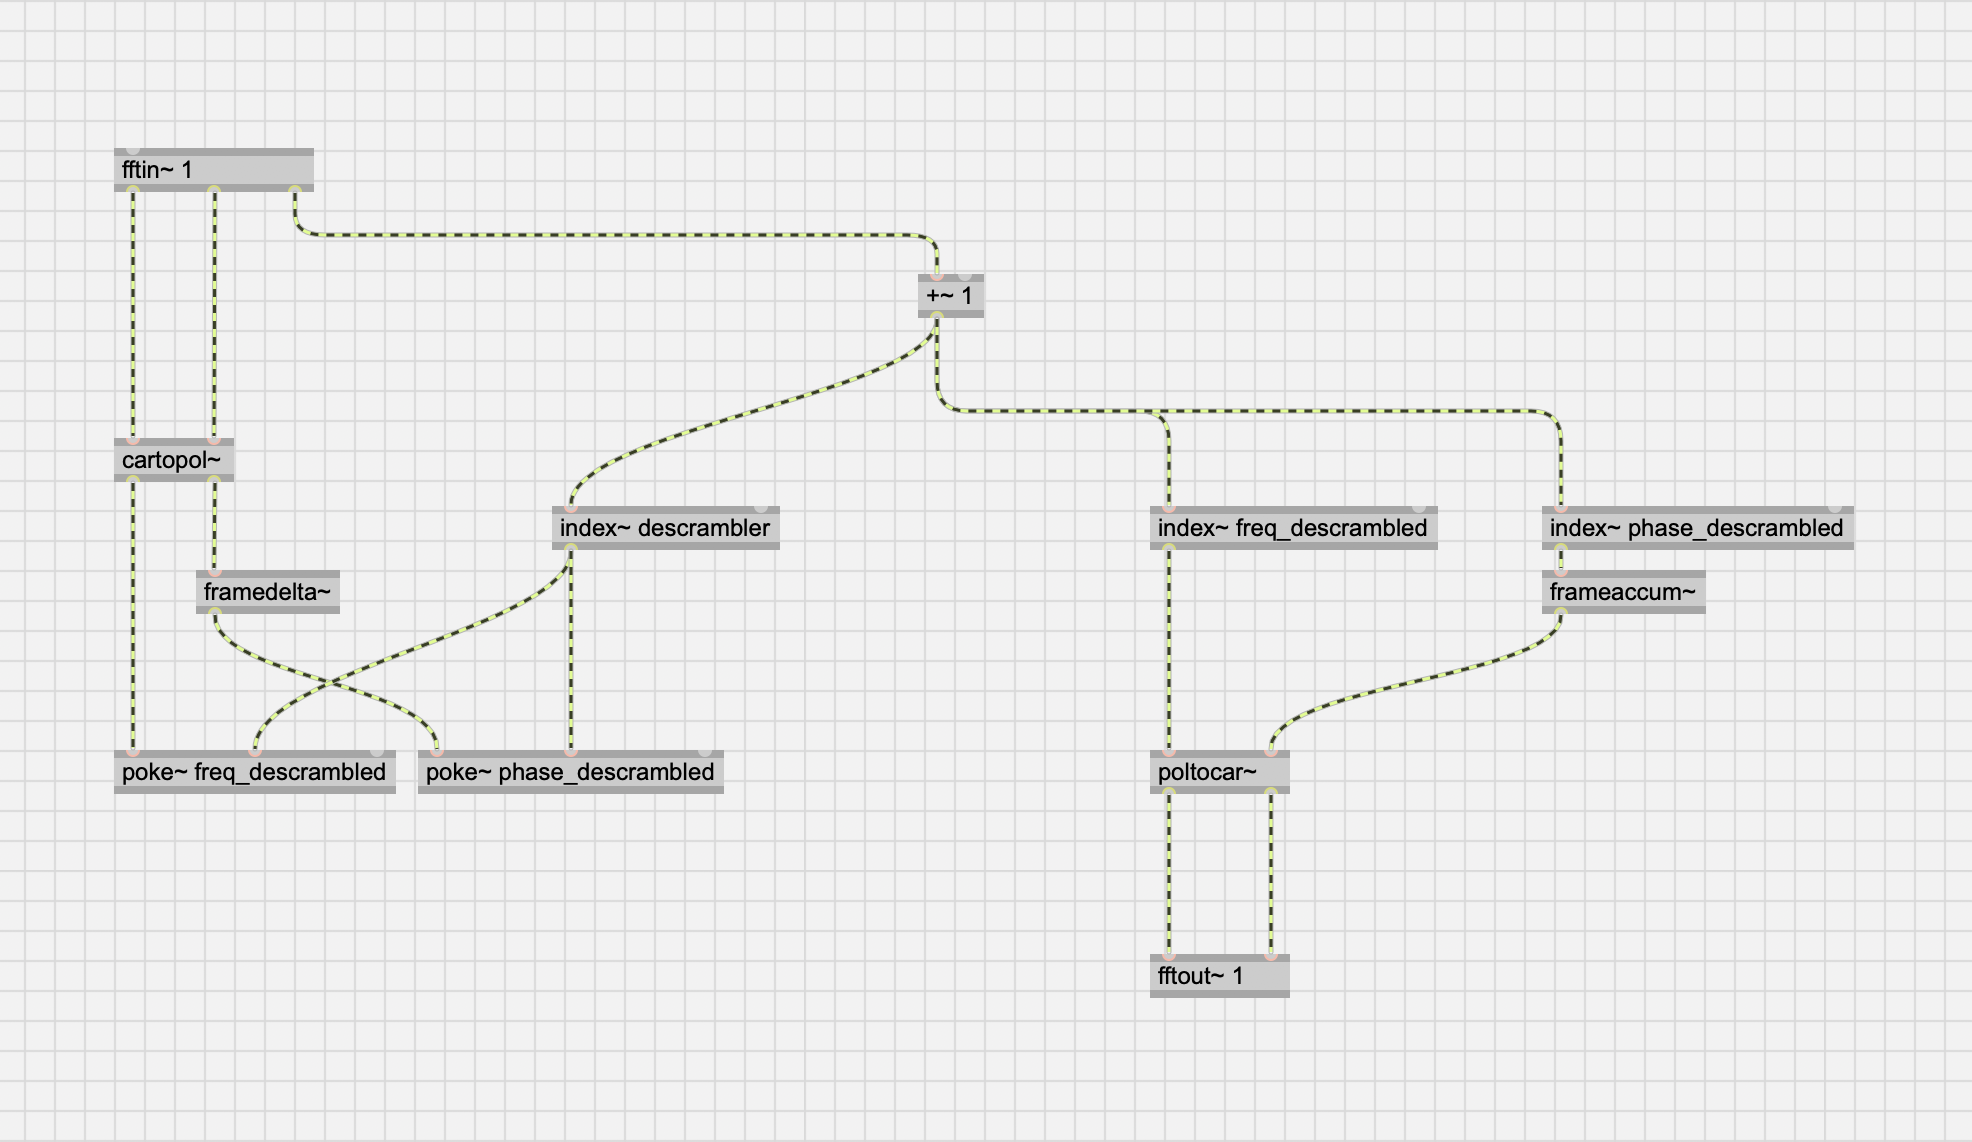 fftin~ 1
+~ 1
cartopol~
index~ descrambler
index~ freq_descrambled
index~ phase_descrambled
framedelta~
frameaccum~
poke~ freq_descrambled
poke~ phase_descrambled
poltocar~
fftout~ 1